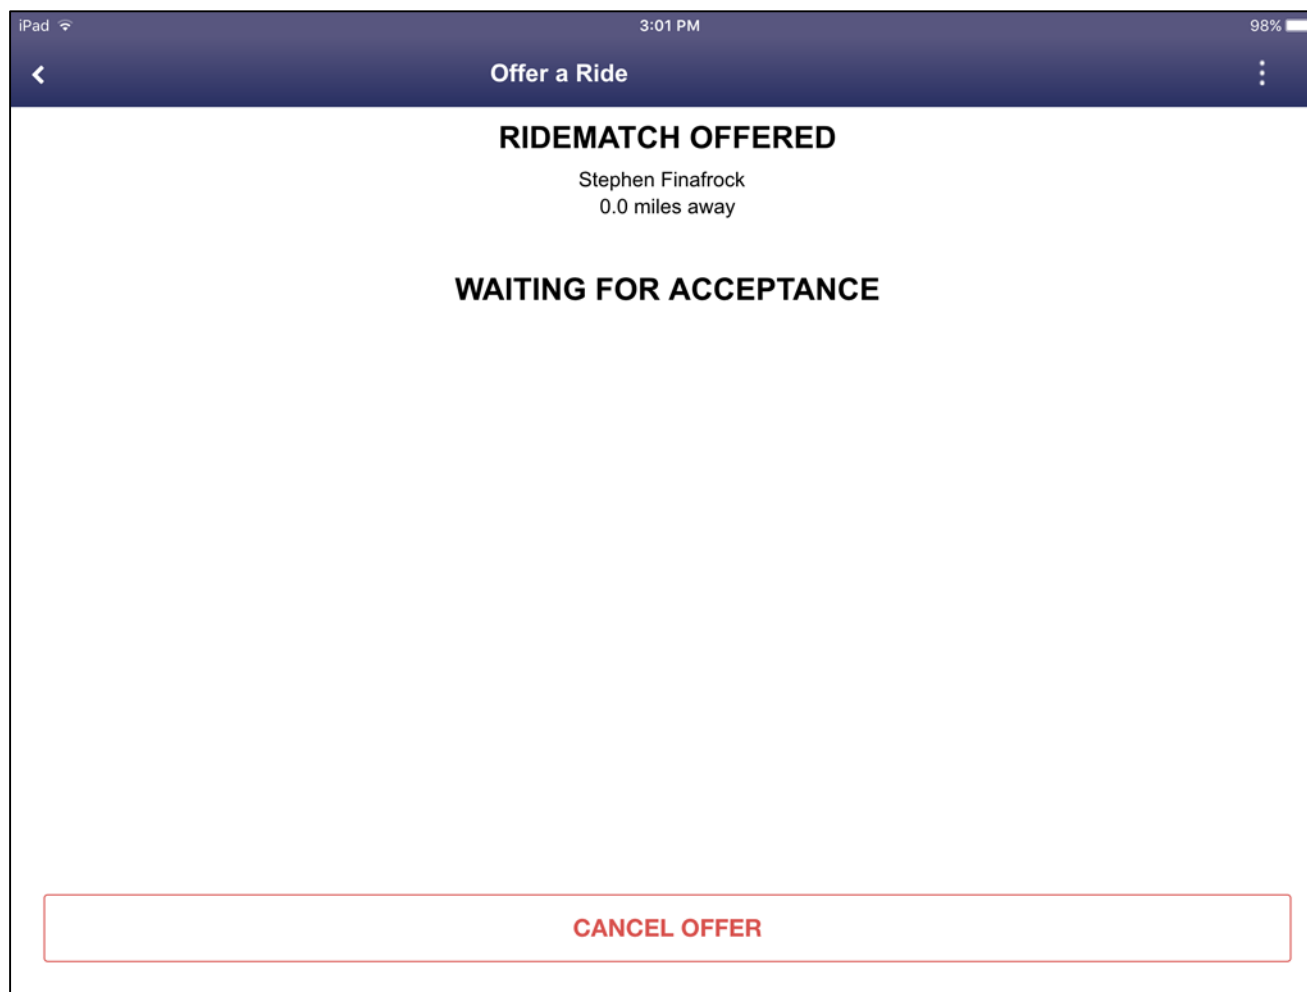 iPad 3:01 PM 98%
Offer a Ride
RIDEMATCH OFFERED
Stephen Finafrock
0.0 miles away
WAITING FOR ACCEPTANCE
CANCEL OFFER